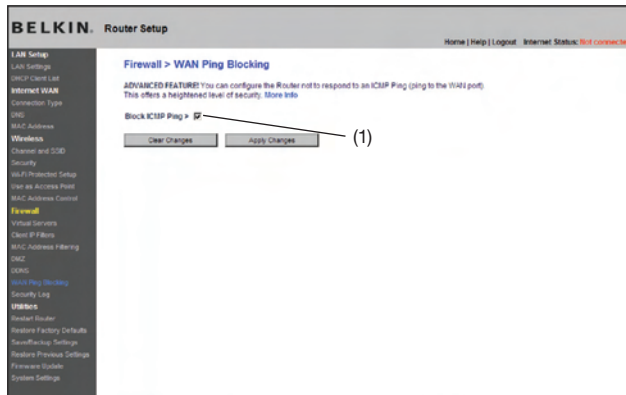 BELKIN. Router Setup
Home | Help | Logout Internet Status: Not connected
LAN Setup
LAN Settings
DHCP Client List
Internet WAN
Connection Type
DNS
MAC Address
Wireless
Channel and SSID
Security
Wi-Fi Protected Setup
Use as Access Point
MAC Address Control
Firewall
Virtual Servers
Client IP Filters
MAC Address Filtering
DMZ
DDNS
WAN Ping Blocking
Security Log
Utilities
Restart Router
Restore Factory Defaults
Save/Backup Settings
Restore Previous Settings
Firmware Update
System Settings
Firewall > WAN Ping Blocking
ADVANCED FEATURE! You can configure the Router not to respond to an ICMP Ping (ping to the WAN port).
This offers a heightened level of security. More Info
Block ICMP Ping >
Clear Changes Apply Changes
(1)